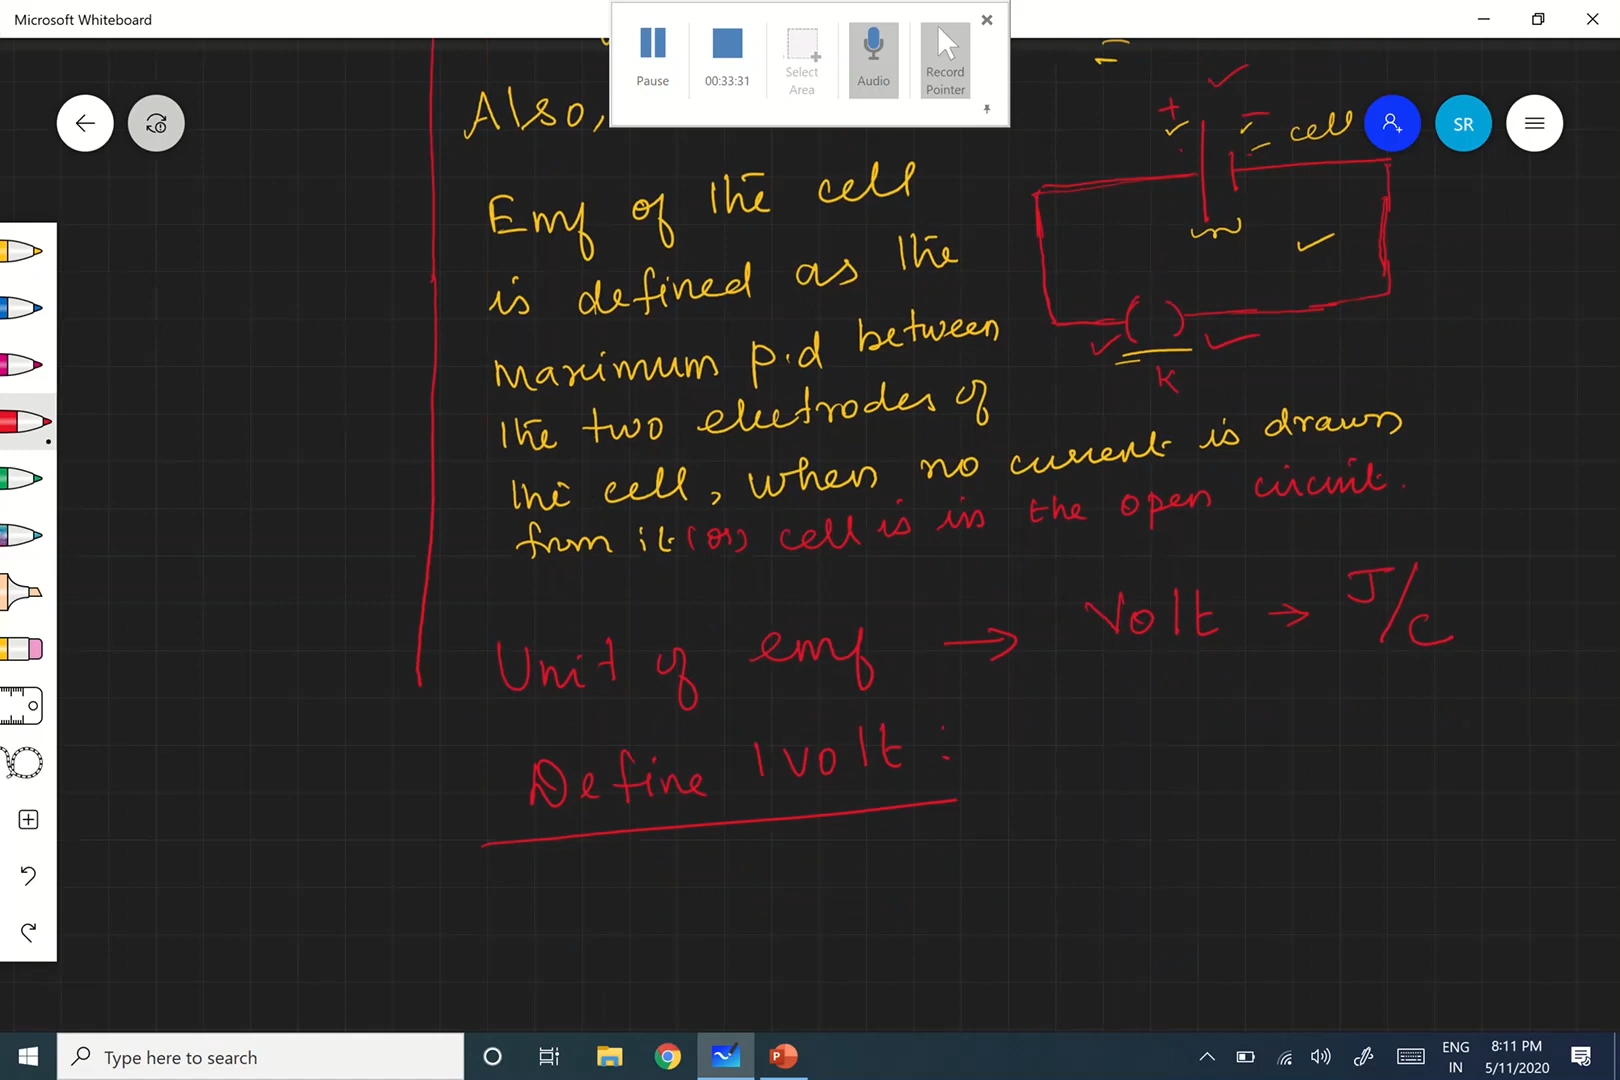 Microsoft Whiteboard
Pause
00:33:31
Select
Area
Audio
Record
Pointer
SR
Also,
+
-
cell
Emf of the cell
is defined as the
maximum p.d between
the two electrodes of
the cell, when no current is drawn
from it (or) cell is in the open circuit.
( )
K
Unit of emf → Volt → J/C
Define 1 volt :
Type here to search
ENG
IN
8:11 PM
5/11/2020